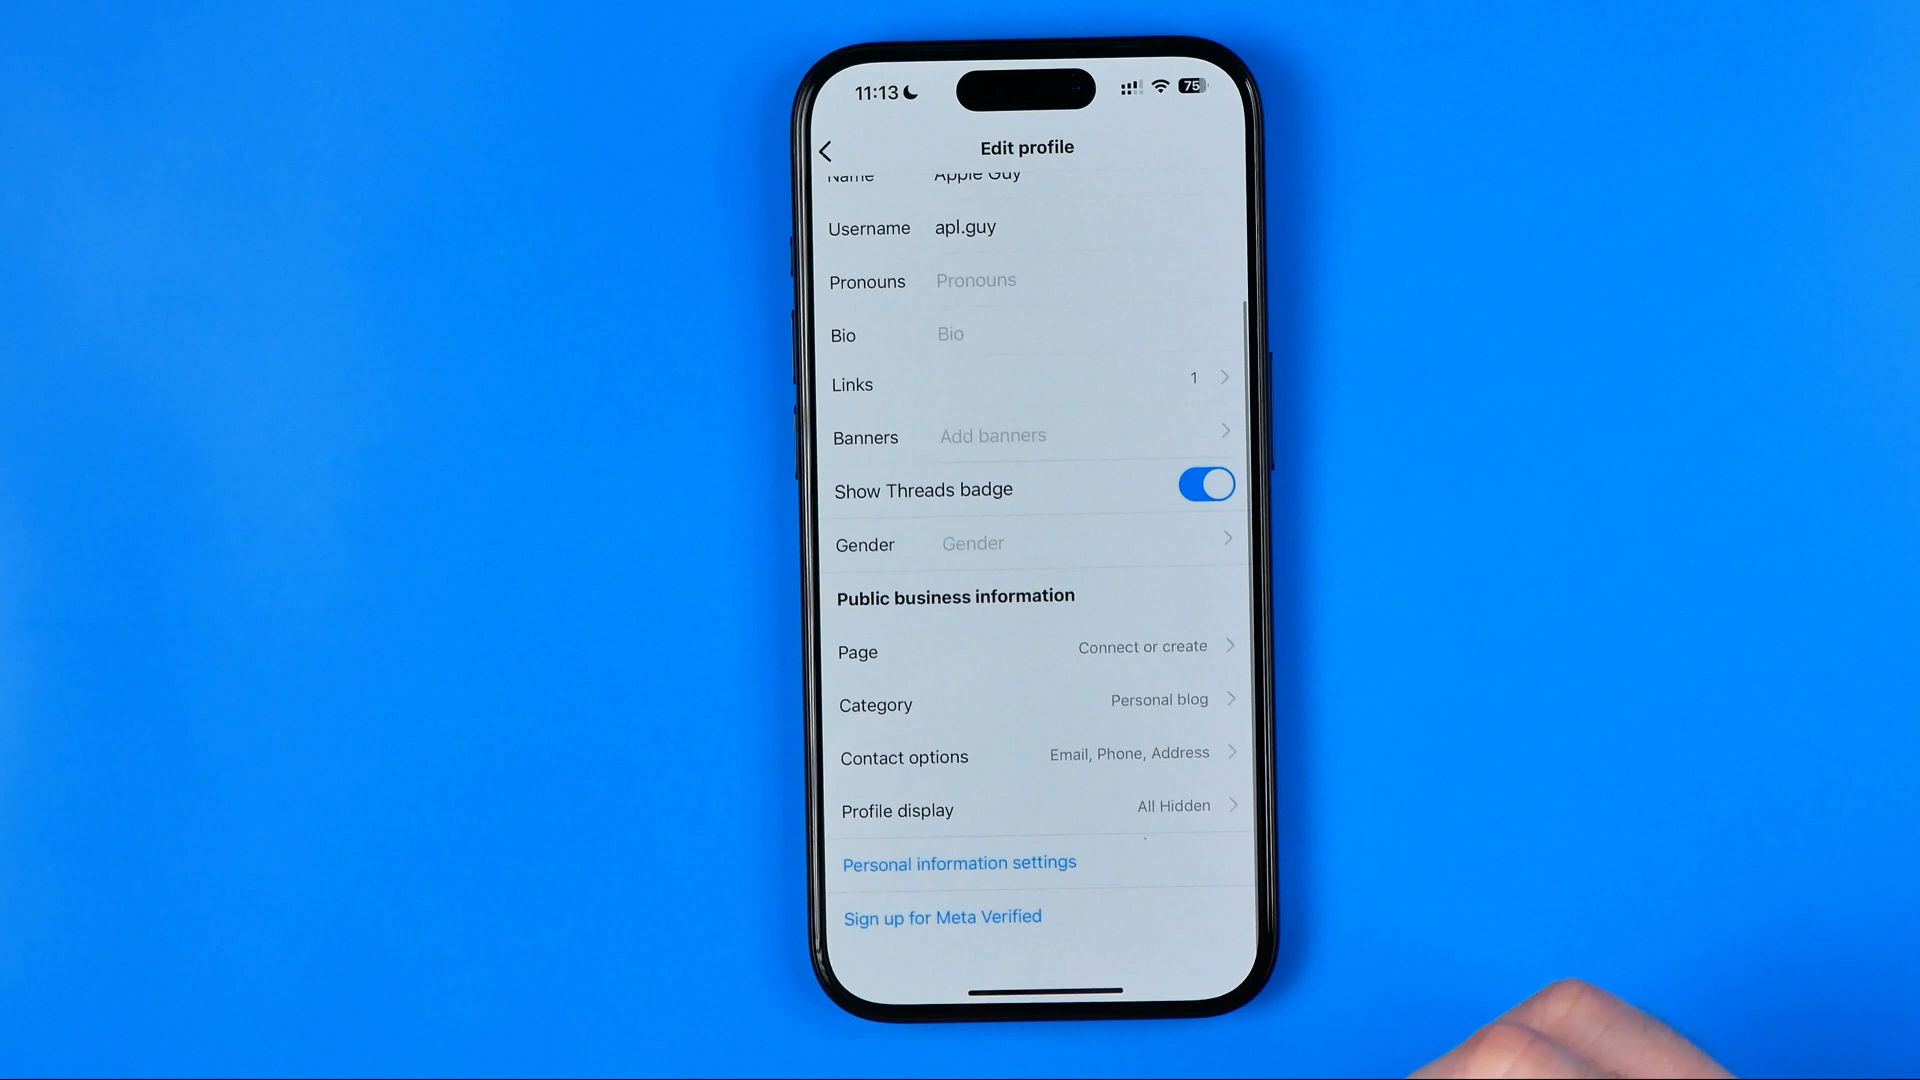 11:13
75
Edit profile
Name Apple Guy
Username apl.guy
Pronouns Pronouns
Bio Bio
Links 1
Banners Add banners
Show Threads badge
Gender Gender
Public business information
Page Connect or create
Category Personal blog
Contact options Email, Phone, Address
Profile display All Hidden
Personal information settings
Sign up for Meta Verified